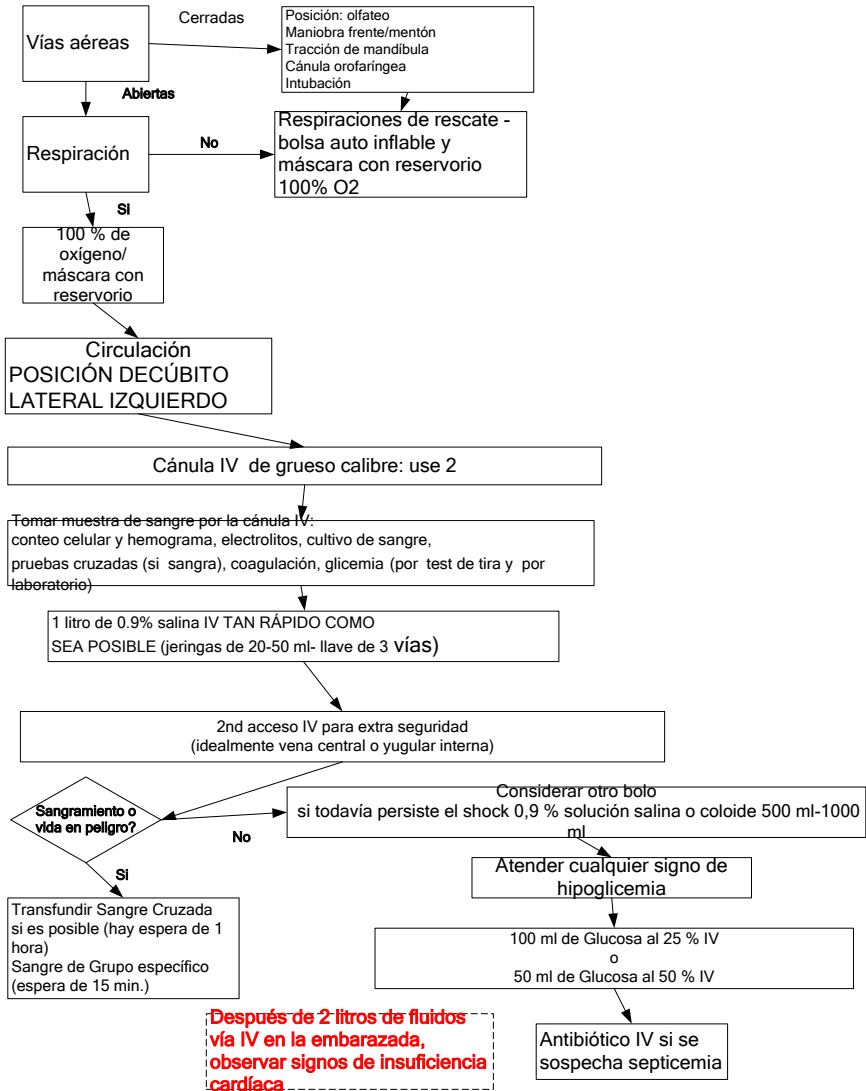 Cerradas
Vías aéreas
Posición: olfateo
Maniobra frente/mentón
Tracción de mandíbula
Cánula orofaríngea
Intubación
Abiertas
Respiración
No
Respiraciones de rescate -
bolsa auto inflable y
máscara con reservorio
100% O2
Si
100 % de
oxígeno/
máscara con
reservorio
Circulación
POSICIÓN DECÚBITO
LATERAL IZQUIERDO
Cánula IV de grueso calibre: use 2
Tomar muestra de sangre por la cánula IV:
conteo celular y hemograma, electrolitos, cultivo de sangre,
pruebas cruzadas (si sangra), coagulación, glicemia (por test de tira y por
laboratorio)
1 litro de 0.9% salina IV TAN RÁPIDO COMO
SEA POSIBLE (jeringas de 20-50 ml- llave de 3 vías)
2nd acceso IV para extra seguridad
(idealmente vena central o yugular interna)
Sangramiento o
vida en peligro?
No
Considerar otro bolo
si todavía persiste el shock 0,9 % solución salina o coloide 500 ml-1000
ml
Si
Atender cualquier signo de
hipoglicemia
Transfundir Sangre Cruzada
si es posible (hay espera de 1
hora)
Sangre de Grupo específico
(espera de 15 min.)
100 ml de Glucosa al 25 % IV
o
50 ml de Glucosa al 50 % IV
Después de 2 litros de fluidos
vía IV en la embarazada,
observar signos de insuficiencia
cardíaca
Antibiótico IV si se
sospecha septicemia